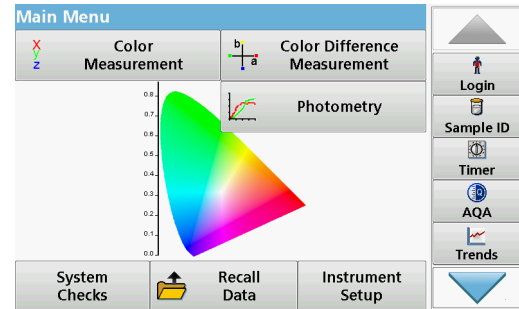 Main Menu
X
y
z
Color
Measurement
b
a
Color Difference
Measurement
Photometry
0.8
0.7
0.6
0.5
0.4
0.3
0.2
0.1
0.0
System
Checks
Recall
Data
Instrument
Setup
Login
Sample ID
Timer
AQA
Trends